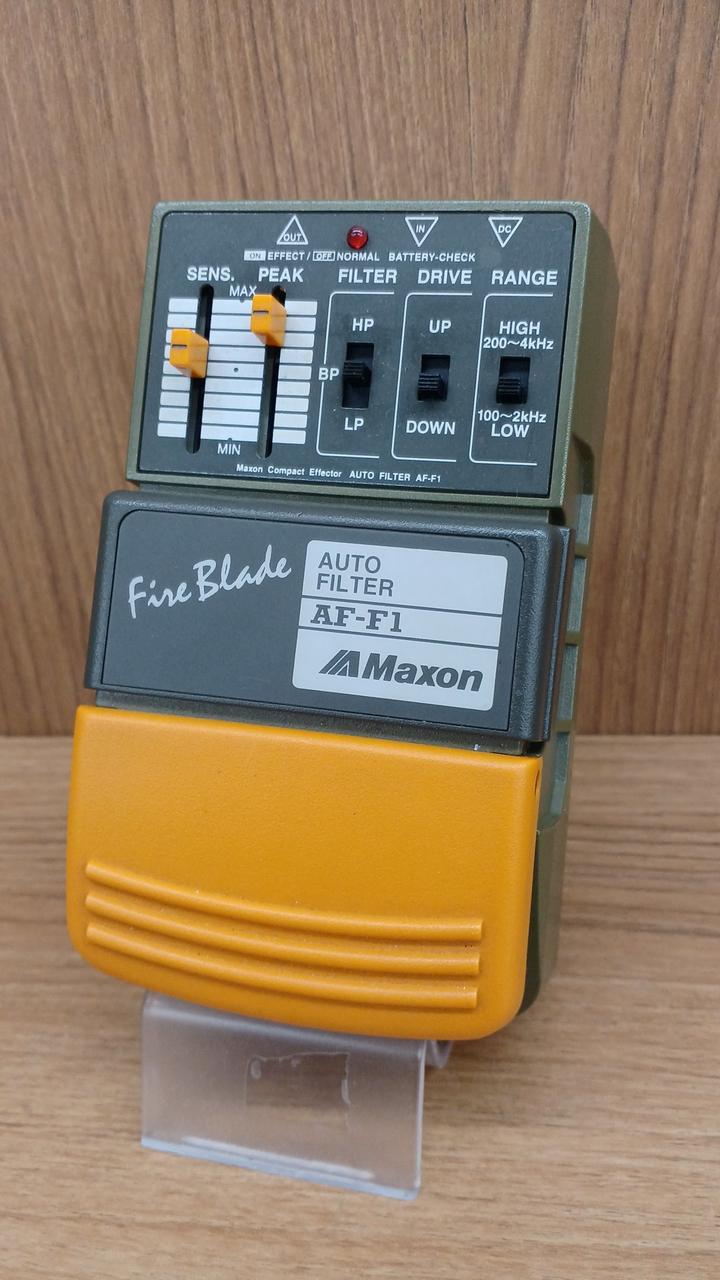 OUT IN DC
ON EFFECT / OFF NORMAL BATTERY-CHECK
SENS. PEAK FILTER DRIVE RANGE
MAX
HP UP HIGH
200~4kHz
BP
LP DOWN 100~2kHz
LOW
MIN
Maxon Compact Effector AUTO FILTER AF-F1
Fire Blade
AUTO
FILTER
AF-F1
Maxon